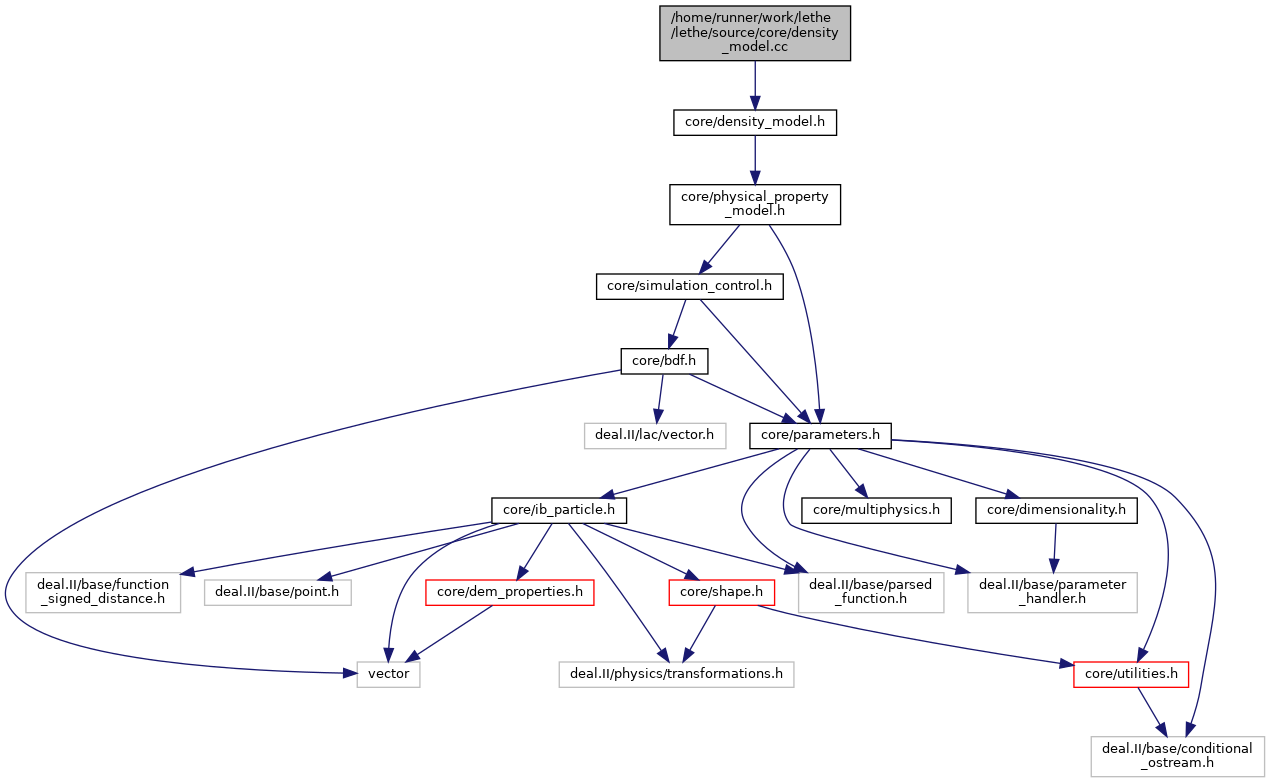 /home/runner/work/lethe
/lethe/source/core/density
_model.cc
core/density_model.h
core/physical_property
_model.h
core/simulation_control.h
core/bdf.h
deal.II/lac/vector.h
core/parameters.h
core/ib_particle.h
core/multiphysics.h
core/dimensionality.h
deal.II/base/function
_signed_distance.h
deal.II/base/point.h
core/dem_properties.h
core/shape.h
deal.II/base/parsed
_function.h
deal.II/base/parameter
_handler.h
vector
deal.II/physics/transformations.h
core/utilities.h
deal.II/base/conditional
_ostream.h